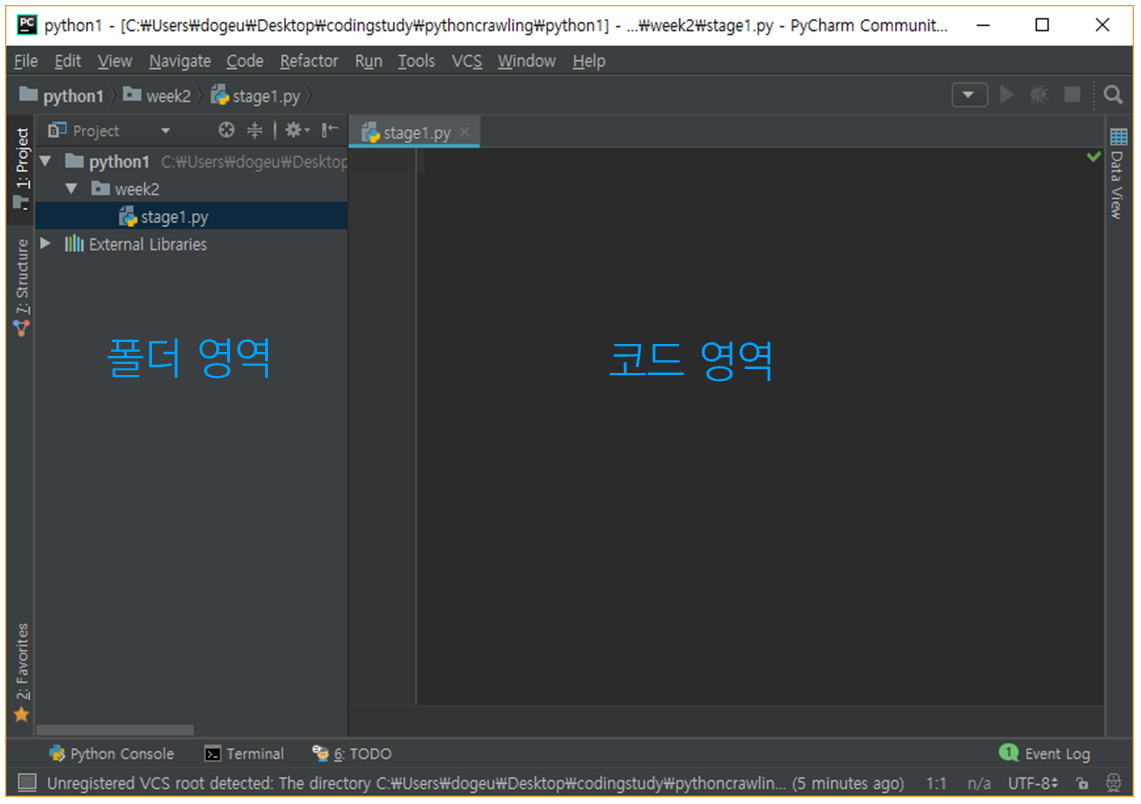 python1 - [C:₩Users₩dogeu₩Desktop₩codingstudy₩pythoncrawling₩python1] - ...₩week2₩stage1.py - PyCharm Communit...
File Edit View Navigate Code Refactor Run Tools VCS Window Help
python1 week2 stage1.py
1: Project
Project
stage1.py
python1 C:₩Users₩dogeu₩Desktop
week2
stage1.py
External Libraries
7: Structure
Data View
폴더 영역
코드 영역
2: Favorites
Python Console Terminal 6: TODO
1 Event Log
Unregistered VCS root detected: The directory C:₩Users₩dogeu₩Desktop₩codingstudy₩pythoncrawlin... (5 minutes ago) 1:1 n/a UTF-8